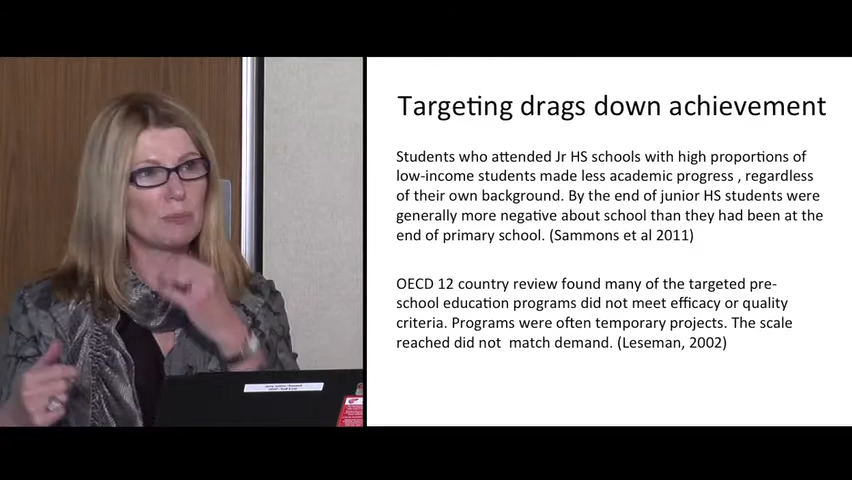 Targeting drags down achievement
Students who attended Jr HS schools with high proportions of
low-income students made less academic progress , regardless
of their own background. By the end of junior HS students were
generally more negative about school than they had been at the
end of primary school. (Sammons et al 2011)
OECD 12 country review found many of the targeted pre-
school education programs did not meet efficacy or quality
criteria. Programs were often temporary projects. The scale
reached did not  match demand. (Leseman, 2002)